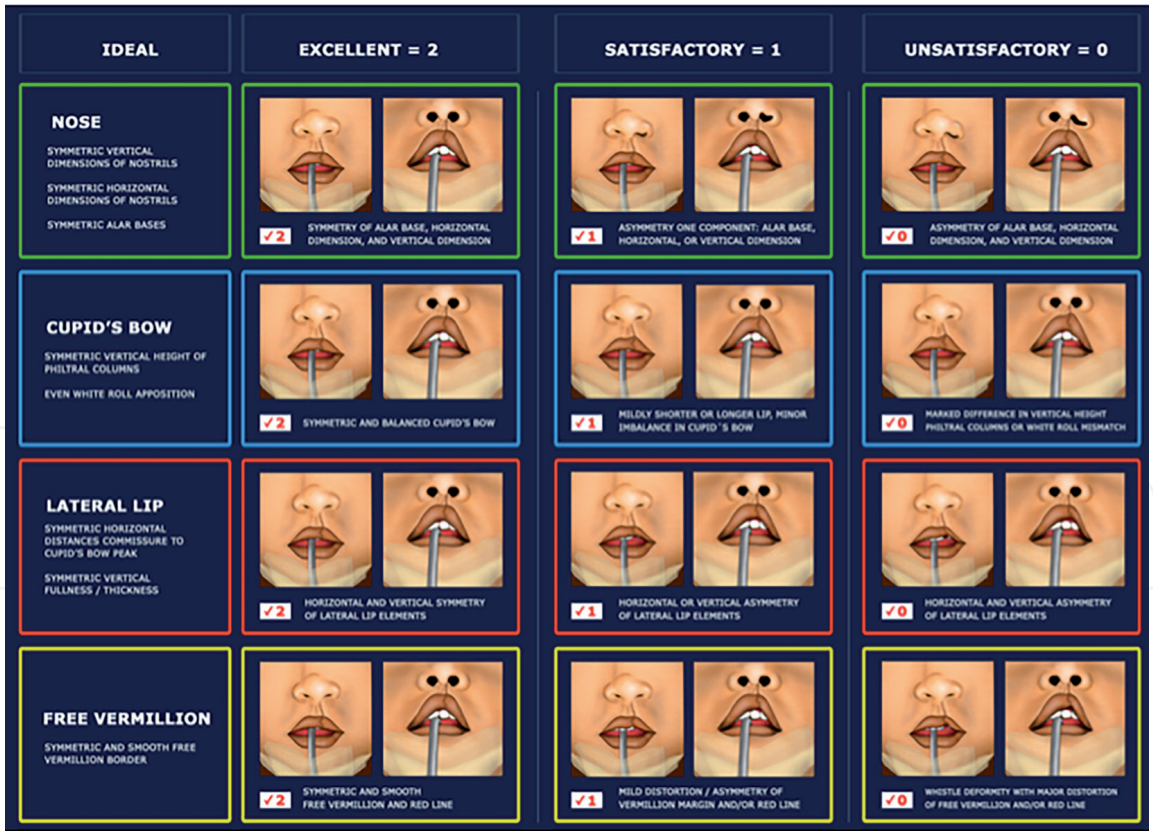 IDEAL
EXCELLENT = 2
SATISFACTORY = 1
UNSATISFACTORY = 0
NOSE
SYMMETRIC VERTICAL
DIMENSIONS OF NOSTRILS
SYMMETRIC HORIZONTAL
DIMENSIONS OF NOSTRILS
SYMMETRIC ALAR BASES
✓2
SYMMETRY OF ALAR BASE, HORIZONTAL
DIMENSION, AND VERTICAL DIMENSION
✓1
ASYMMETRY ONE COMPONENT: ALAR BASE,
HORIZONTAL, OR VERTICAL DIMENSION
✓0
ASYMMETRY OF ALAR BASE, HORIZONTAL
DIMENSION, AND VERTICAL DIMENSION
CUPID'S BOW
SYMMETRIC VERTICAL HEIGHT OF
PHILTRAL COLUMNS
EVEN WHITE ROLL APPOSITION
✓2
SYMMETRIC AND BALANCED CUPID'S BOW
✓1
MILDLY SHORTER OR LONGER LIP, MINOR
IMBALANCE IN CUPID´S BOW
✓0
MARKED DIFFERENCE IN VERTICAL HEIGHT
PHILTRAL COLUMNS OR WHITE ROLL MISMATCH
LATERAL LIP
SYMMETRIC HORIZONTAL
DISTANCES COMMISSURE TO
CUPID'S BOW PEAK
SYMMETRIC VERTICAL
FULLNESS / THICKNESS
✓2
HORIZONTAL AND VERTICAL SYMMETRY
OF LATERAL LIP ELEMENTS
✓1
HORIZONTAL OR VERTICAL ASYMMETRY
OF LATERAL LIP ELEMENTS
✓0
HORIZONTAL AND VERTICAL ASYMMETRY
OF LATERAL LIP ELEMENTS
FREE VERMILLION
SYMMETRIC AND SMOOTH FREE
VERMILLION BORDER
✓2
SYMMETRIC AND SMOOTH
FREE VERMILLION AND RED LINE
✓1
MILD DISTORTION / ASYMMETRY OF
VERMILLION MARGIN AND/OR RED LINE
✓0
WHISTLE DEFORMITY WITH MAJOR DISTORTION
OF FREE VERMILLION AND/OR RED LINE